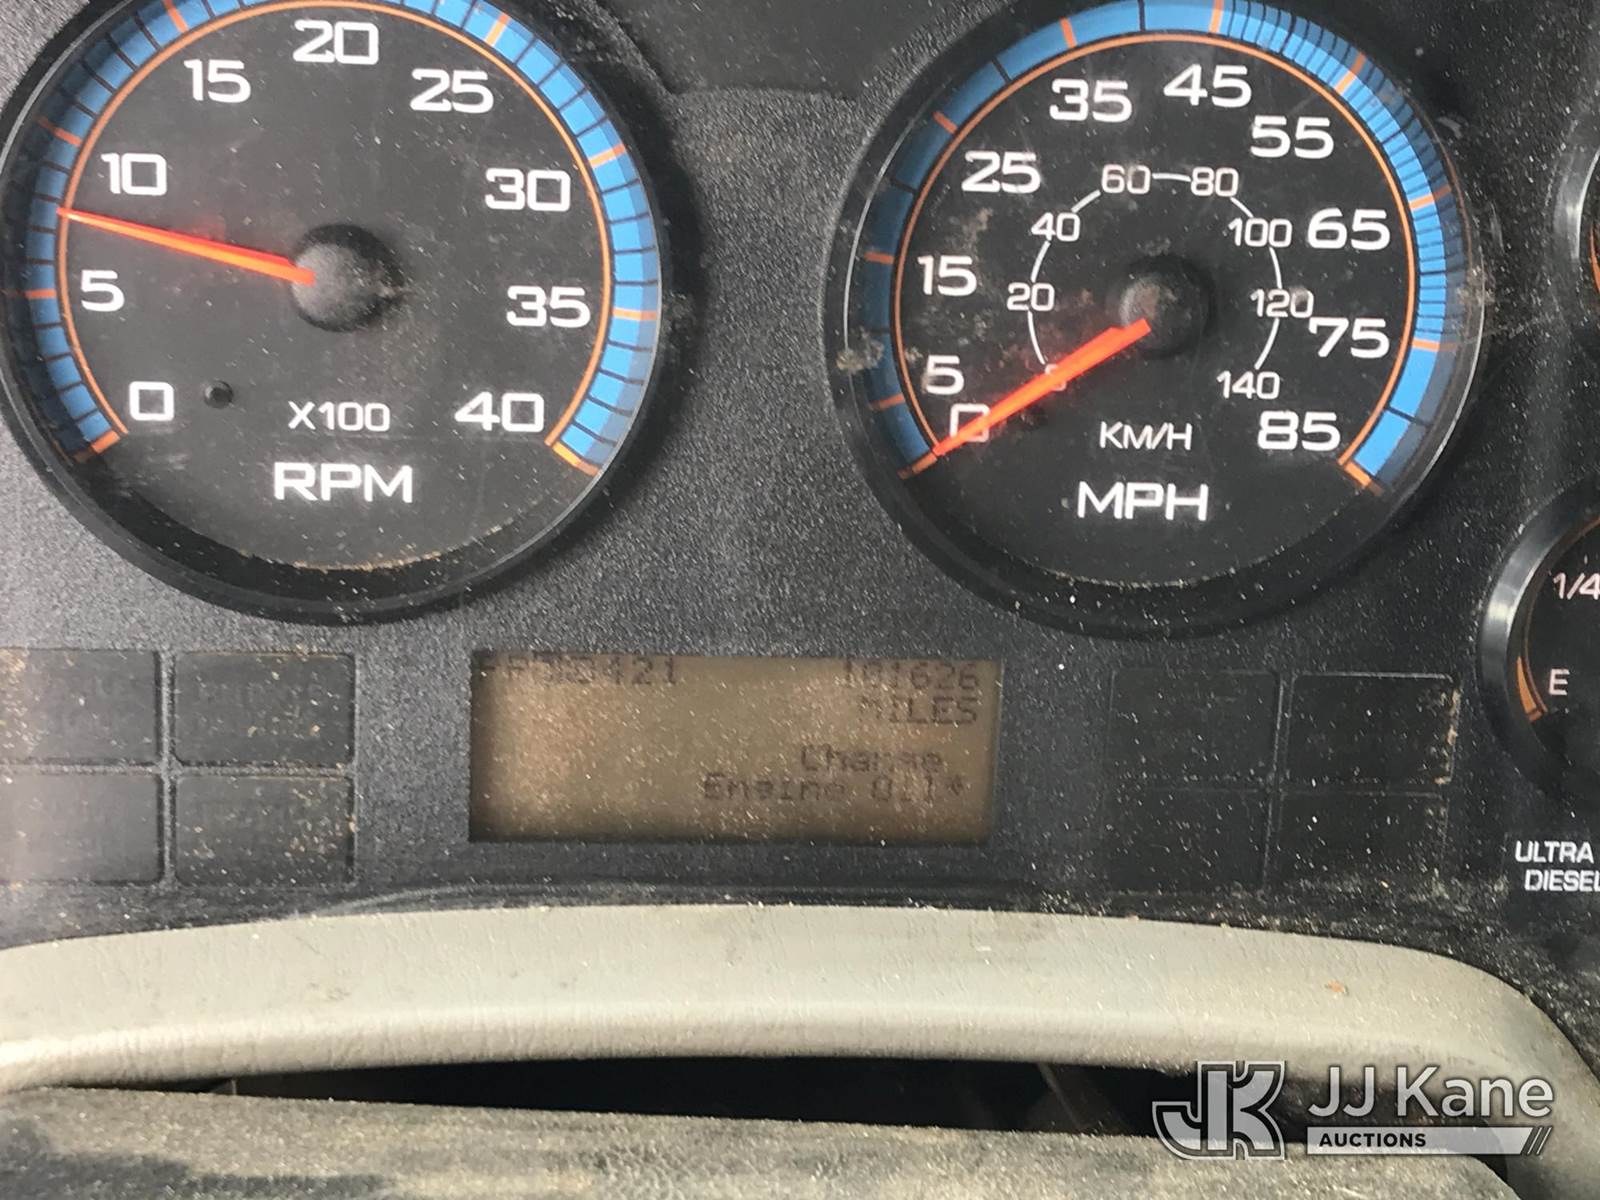 0 5 10 15 20 25 30 35 40
X100
RPM
0 5 15 25 35 45 55 65 75 85
0 20 40 60 80 100 120 140
KM/H
MPH
101626
MILES
Change
Engine Oil
1/4
E
ULTRA
DIESEL
JK JJ Kane
AUCTIONS